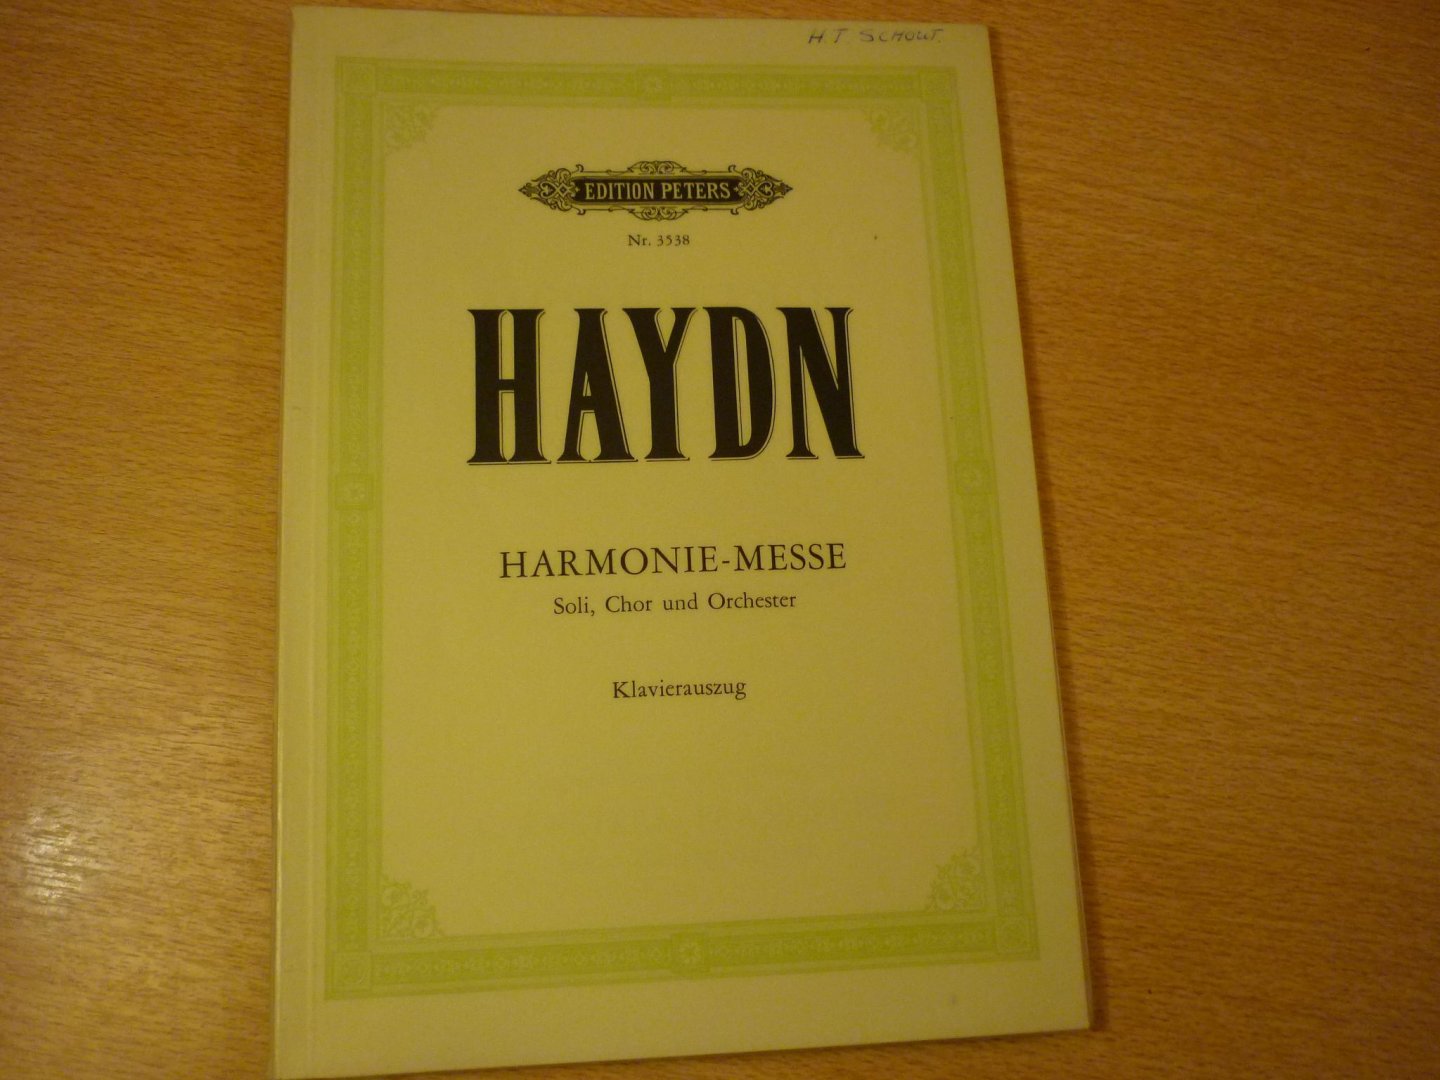 H. T. SCHOUT.
EDITION PETERS
Nr. 3538
HAYDN
HARMONIE-MESSE
Soli, Chor und Orchester
Klavierauszug